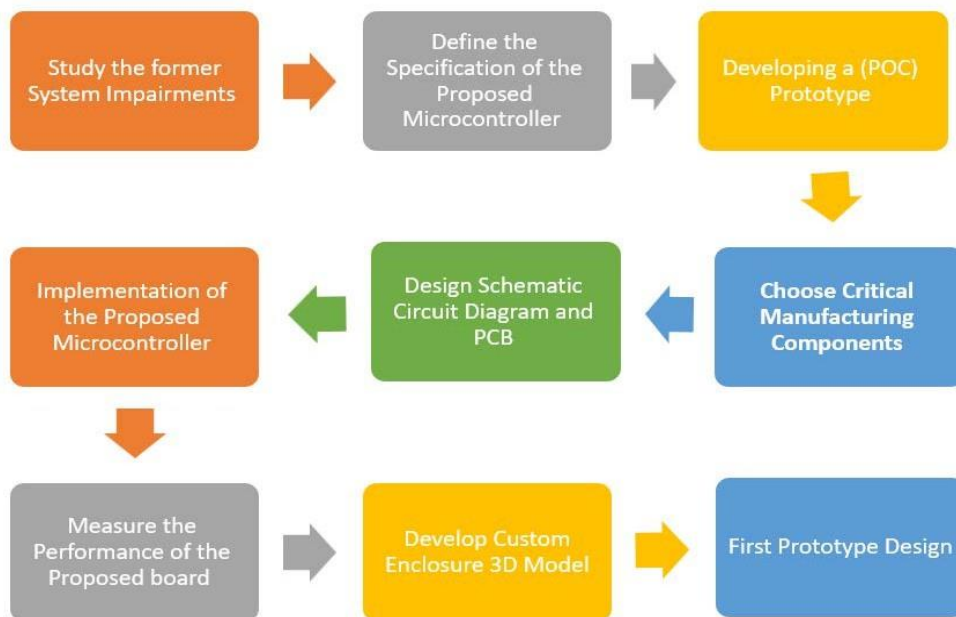 Study the former
System Impairments
Define the
Specification of the
Proposed
Microcontroller
Developing a (POC)
Prototype
Choose Critical
Manufacturing
Components
Design Schematic
Circuit Diagram and
PCB
Implementation of
the Proposed
Microcontroller
Measure the
Performance of the
Proposed board
Develop Custom
Enclosure 3D Model
First Prototype Design